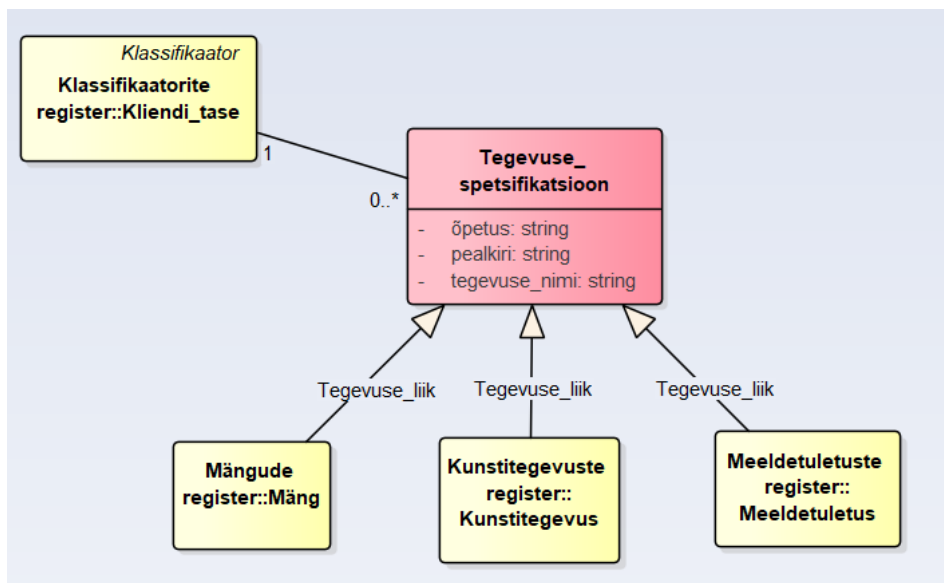 Klassifikaator
Klassifikaatorite
register::Kliendi_tase
1
0..*
Tegevuse_
spetsifikatsioon
- õpetus: string
- pealkiri: string
- tegevuse_nimi: string
Tegevuse_liik
Tegevuse_liik
Tegevuse_liik
Mängude
register::Mäng
Kunstitegevuste
register::
Kunstitegevus
Meeldetuletuste
register::
Meeldetuletus